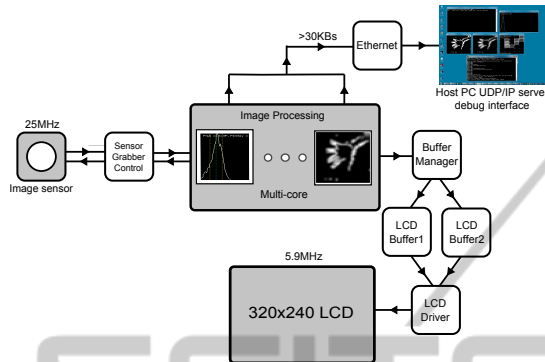 >30KBs
Ethernet
Host PC UDP/IP server
debug interface
25MHz
Image sensor
Sensor
Grabber
Control
Image Processing
Multi-core
Buffer
Manager
LCD
Buffer1
LCD
Buffer2
5.9MHz
320x240 LCD
LCD
Driver